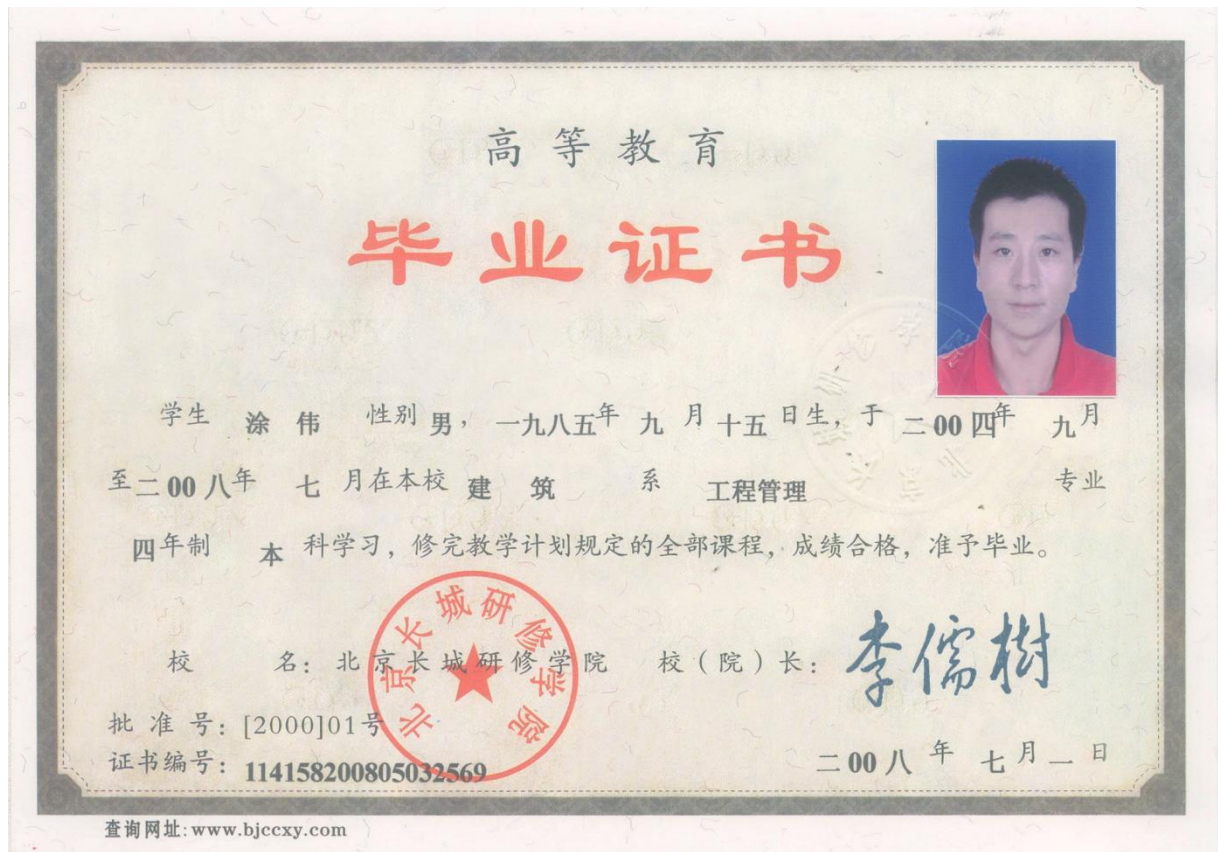 高等教育
毕业证书
学生 涂伟 性别 男，一九八五年 九 月 十五 日生，于 二00四年 九月
至二00八年 七 月在本校 建筑 系 工程管理 专业
四年制 本 科学习，修完教学计划规定的全部课程，成绩合格，准予毕业。
校 名：北京长城研修学院 校（院）长：李儒樹
北京长城研修学院
批 准 号：[2000]01号
证书编号：114158200805032569
二00八 年 七月 一 日
查询网址:www.bjccxy.com